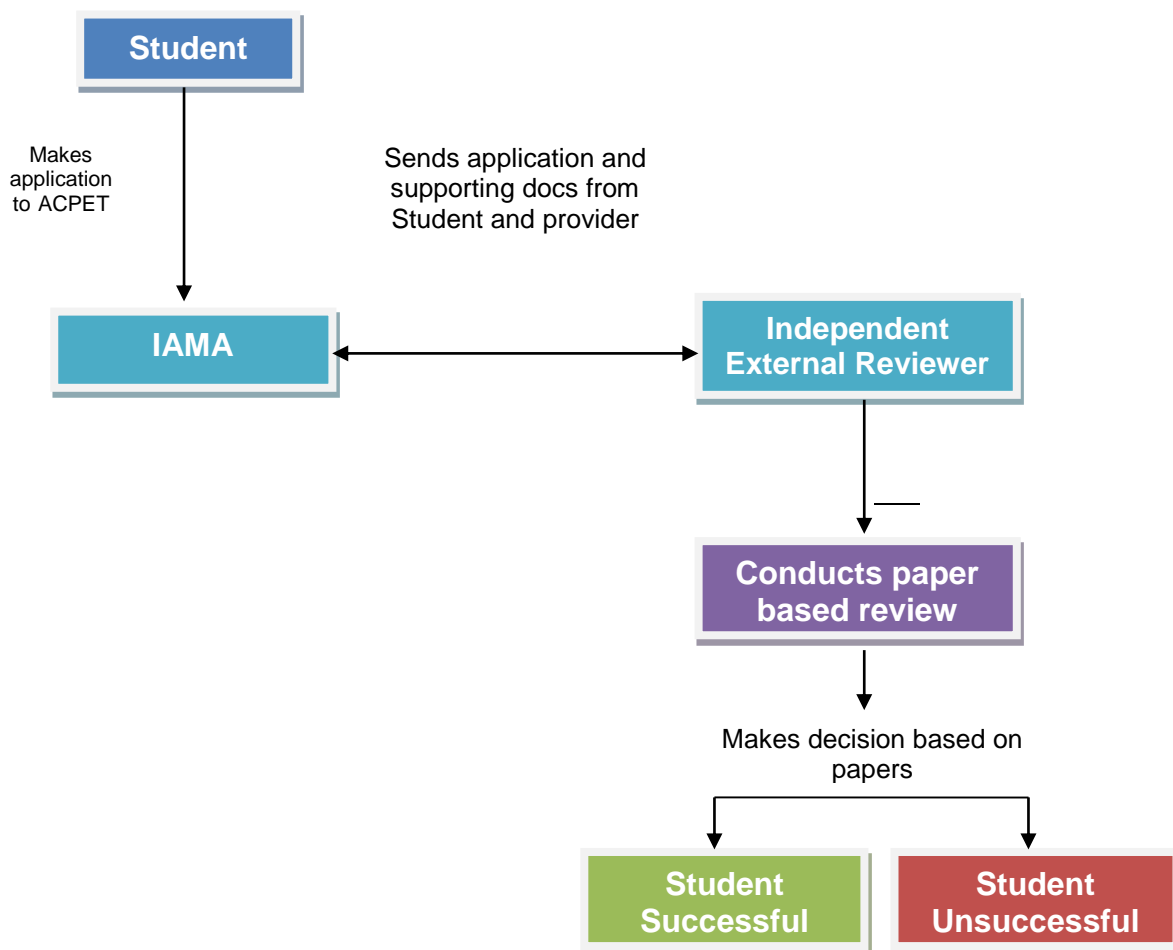 Student
Makes
application
to ACPET
Sends application and
supporting docs from
Student and provider
IAMA
Independent
External Reviewer
Conducts paper
based review
Makes decision based on
papers
Student
Successful
Student
Unsuccessful